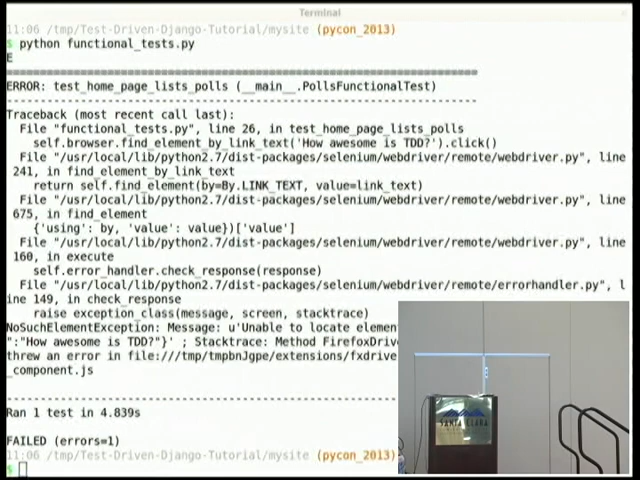 Terminal
11:06 /tmp/Test-Driven-Django-Tutorial/mysite (pycon_2013)
$ python functional_tests.py
E
======================================================================
ERROR: test_home_page_lists_polls (__main__.PollsFunctionalTest)
----------------------------------------------------------------------
Traceback (most recent call last):
File "functional_tests.py", line 26, in test_home_page_lists_polls
self.browser.find_element_by_link_text('How awesome is TDD?').click()
File "/usr/local/lib/python2.7/dist-packages/selenium/webdriver/remote/webdriver.py", line
241, in find_element_by_link_text
return self.find_element(by=By.LINK_TEXT, value=link_text)
File "/usr/local/lib/python2.7/dist-packages/selenium/webdriver/remote/webdriver.py", line
675, in find_element
{'using': by, 'value': value})['value']
File "/usr/local/lib/python2.7/dist-packages/selenium/webdriver/remote/webdriver.py", line
160, in execute
self.error_handler.check_response(response)
File "/usr/local/lib/python2.7/dist-packages/selenium/webdriver/remote/errorhandler.py", l
ine 149, in check_response
raise exception_class(message, screen, stacktrace)
NoSuchElementException: Message: u'Unable to locate elemen
":"How awesome is TDD?"}' ; Stacktrace: Method FirefoxDriv
threw an error in file:///tmp/tmpbnJgpe/extensions/fxdrive
_component.js
----------------------------------------------------------------------
Ran 1 test in 4.839s
FAILED (errors=1)
11:06 /tmp/Test-Driven-Django-Tutorial/mysite (pycon_2013)
$
SANTA CLARA